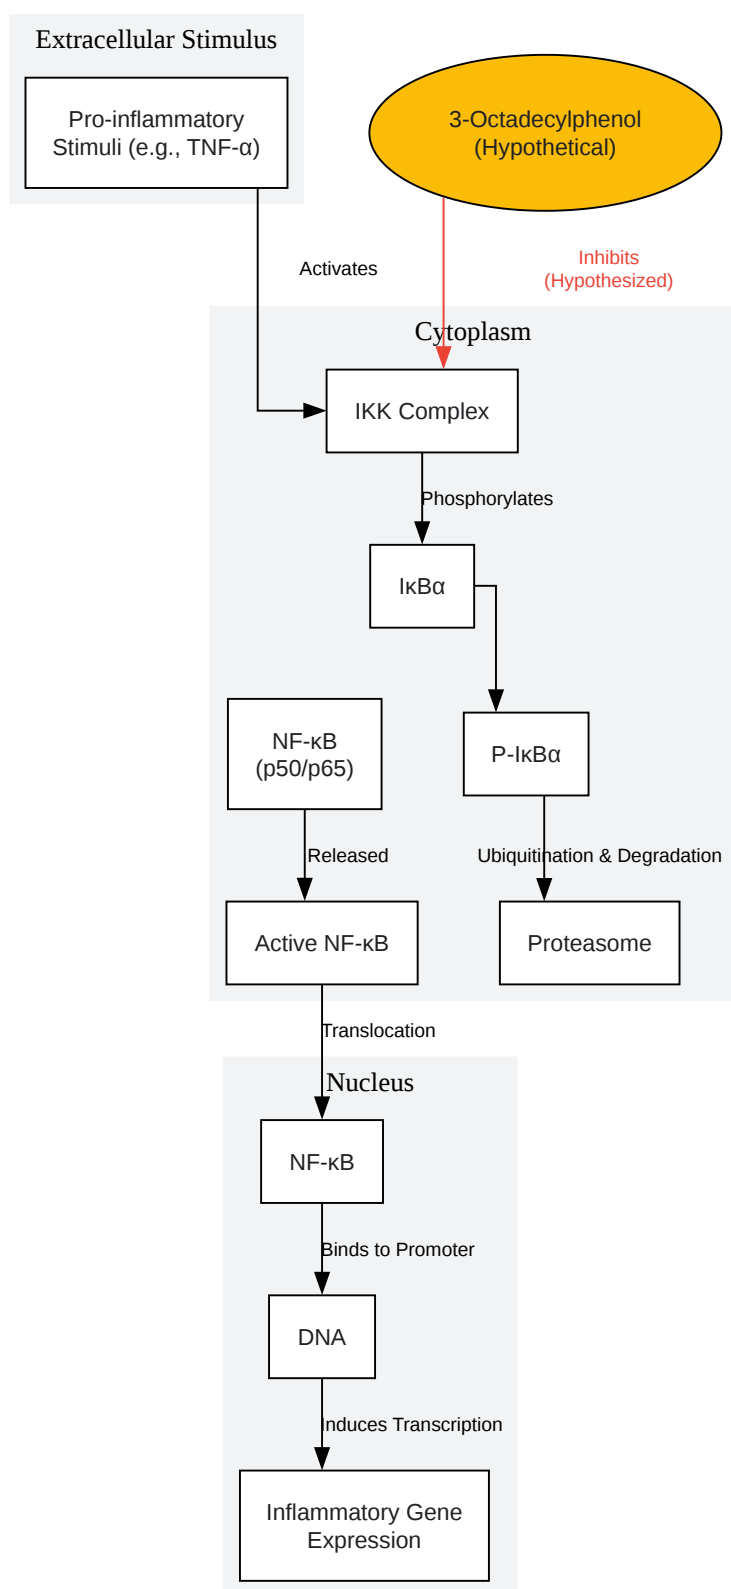 Extracellular Stimulus
Pro-inflammatory
Stimuli (e.g., TNF-α)
3-Octadecylphenol
(Hypothetical)
Activates
Inhibits
(Hypothesized)
Cytoplasm
IKK Complex
Phosphorylates
IκBα
NF-κB
(p50/p65)
P-IκBα
Released
Ubiquitination & Degradation
Active NF-κB
Proteasome
Translocation
Nucleus
NF-κB
Binds to Promoter
DNA
Induces Transcription
Inflammatory Gene
Expression